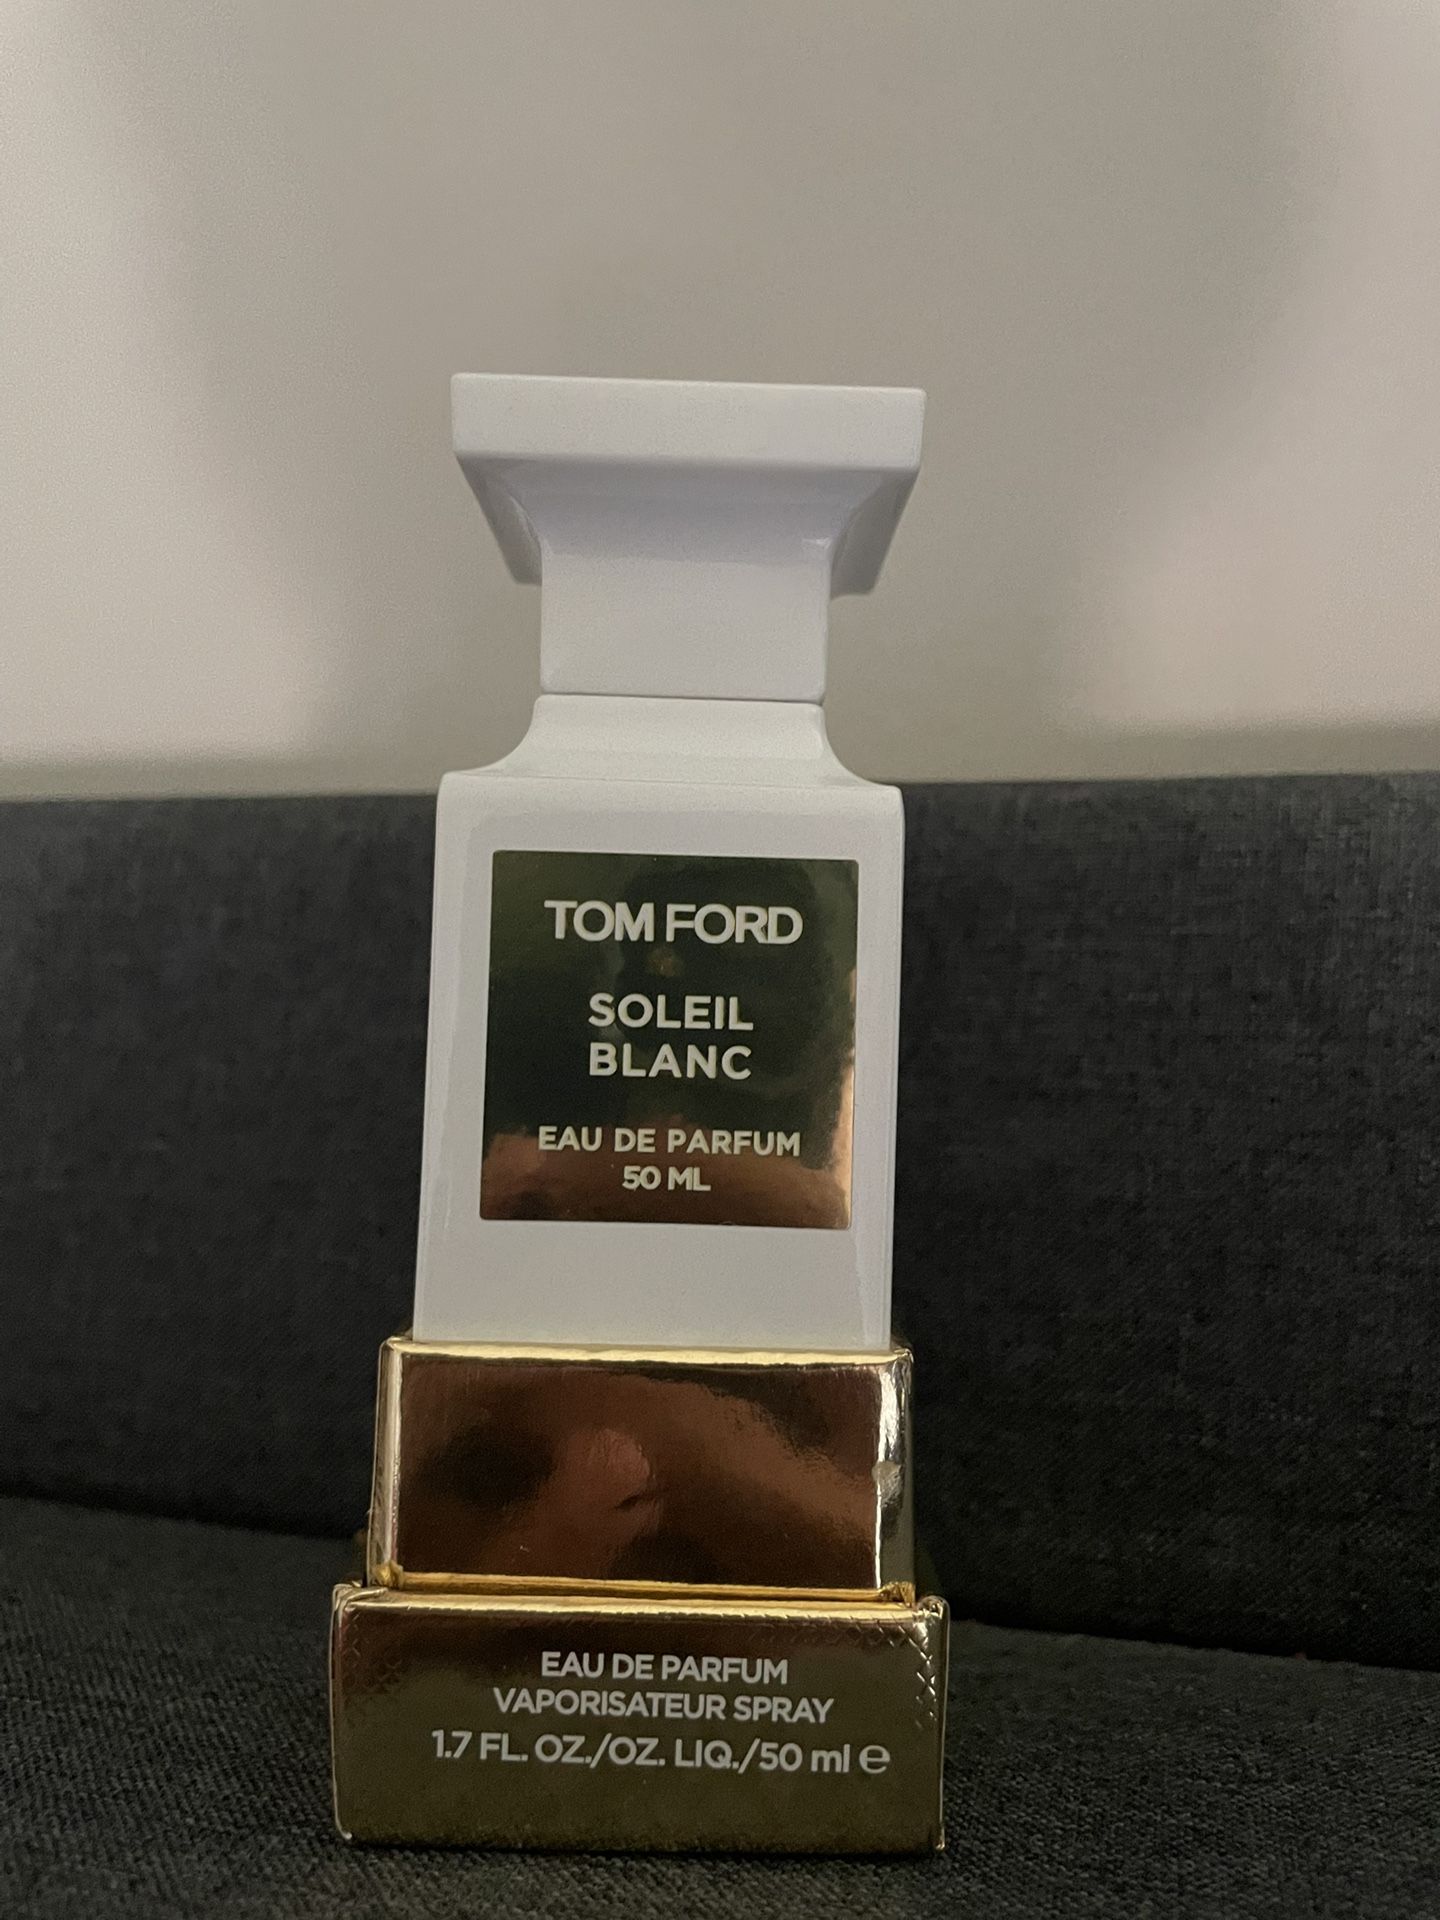 TOM FORD
SOLEIL
BLANC
EAU DE PARFUM
50 ML
EAU DE PARFUM
VAPORISATEUR SPRAY
1.7 FL. OZ./OZ. LIQ./50 ml ℮